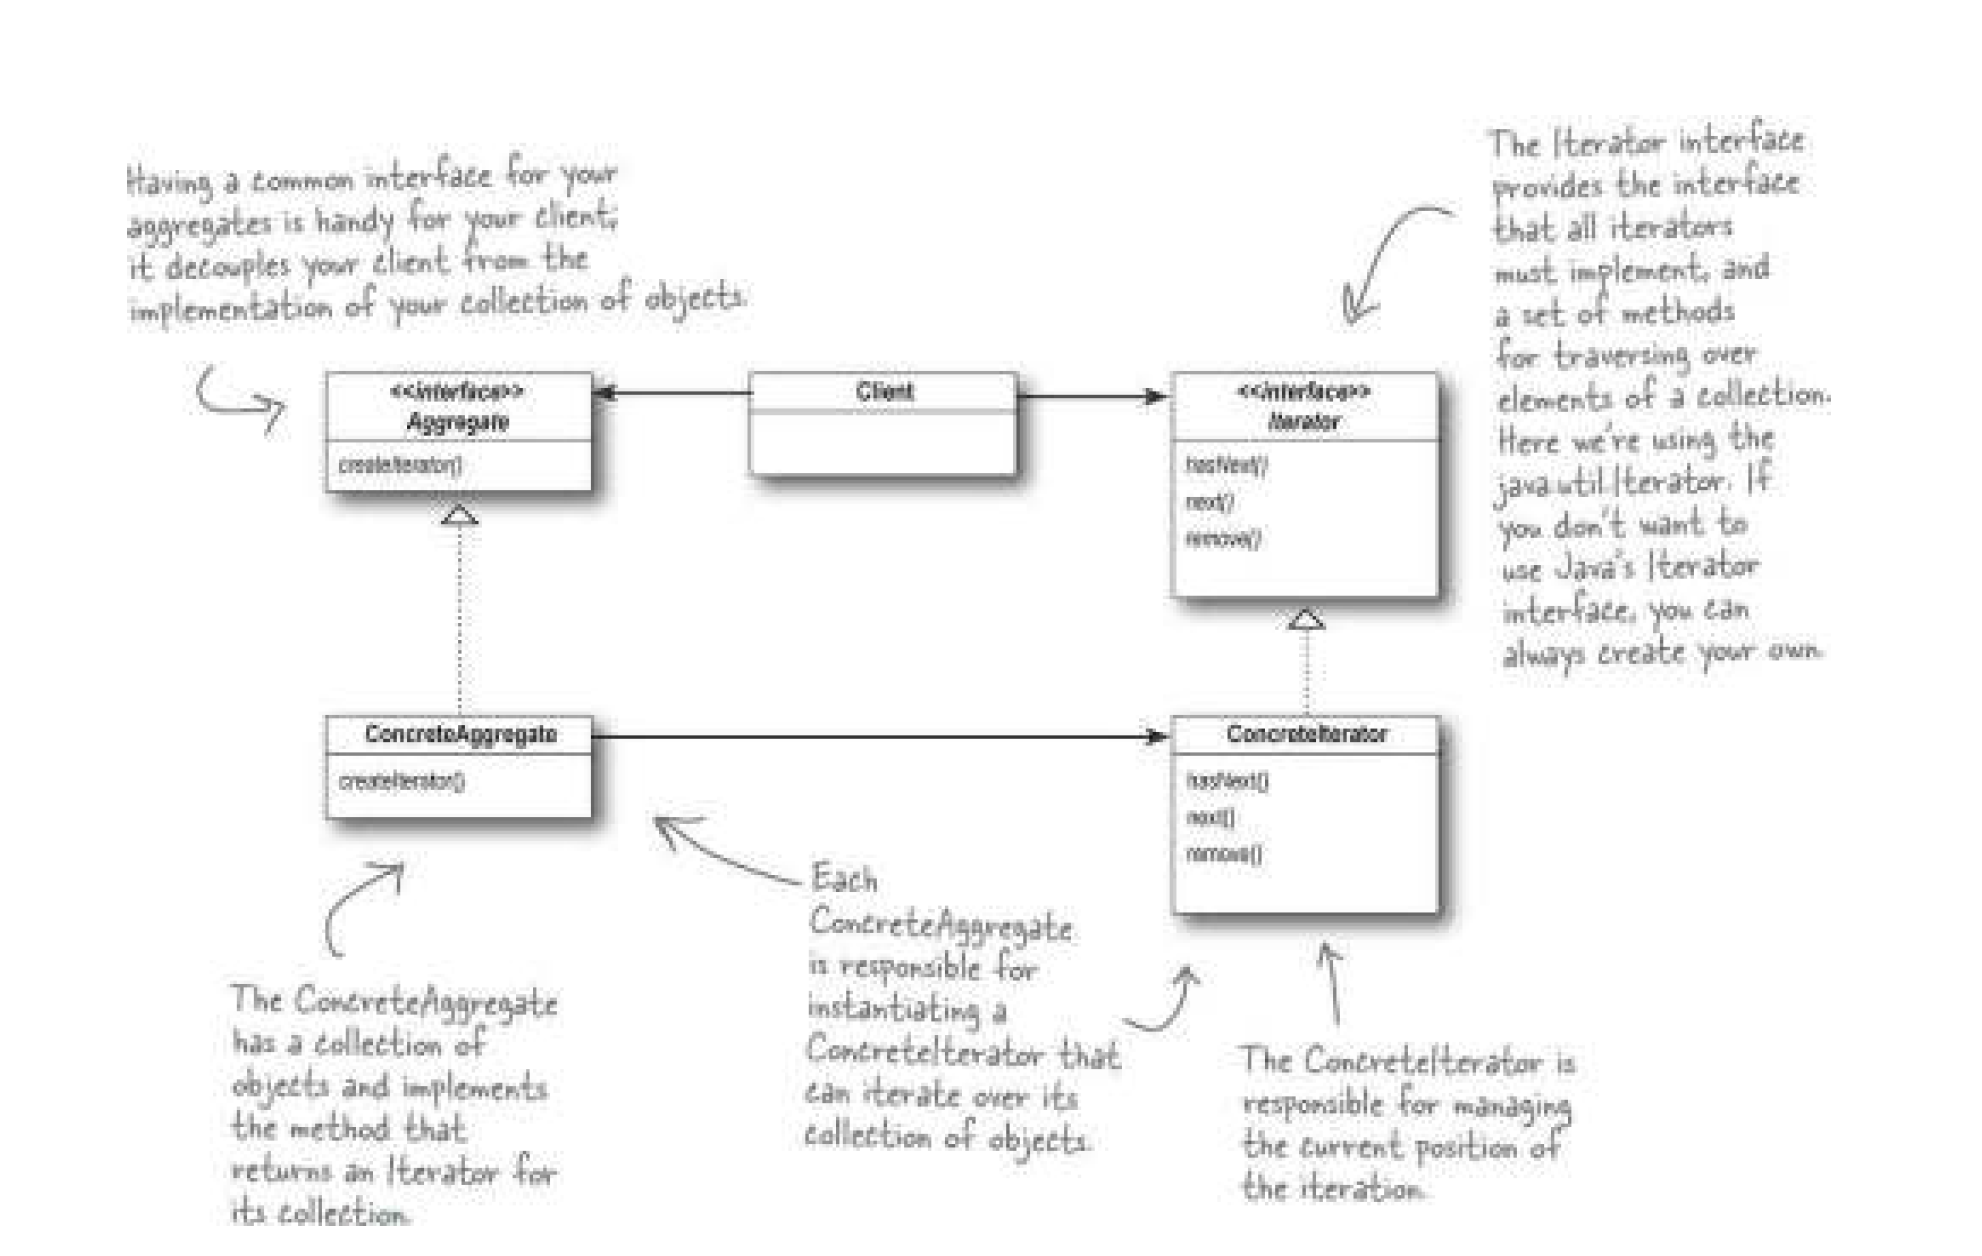 Having a common interface for your
aggregates is handy for your client;
it decouples your client from the
implementation of your collection of objects.
The Iterator interface
provides the interface
that all iterators
must implement, and
a set of methods
for traversing over
elements of a collection.
Here we're using the
java.util.Iterator. If
you don't want to
use Java's Iterator
interface, you can
always create your own.
<<interface>>
Aggregate
createIterator()
Client
<<interface>>
Iterator
hasNext()
next()
remove()
ConcreteAggregate
createIterator()
ConcreteIterator
hasNext()
next()
remove()
The ConcreteAggregate
has a collection of
objects and implements
the method that
returns an Iterator for
its collection.
Each
ConcreteAggregate
is responsible for
instantiating a
ConcreteIterator that
can iterate over its
collection of objects.
The ConcreteIterator is
responsible for managing
the current position of
the iteration.